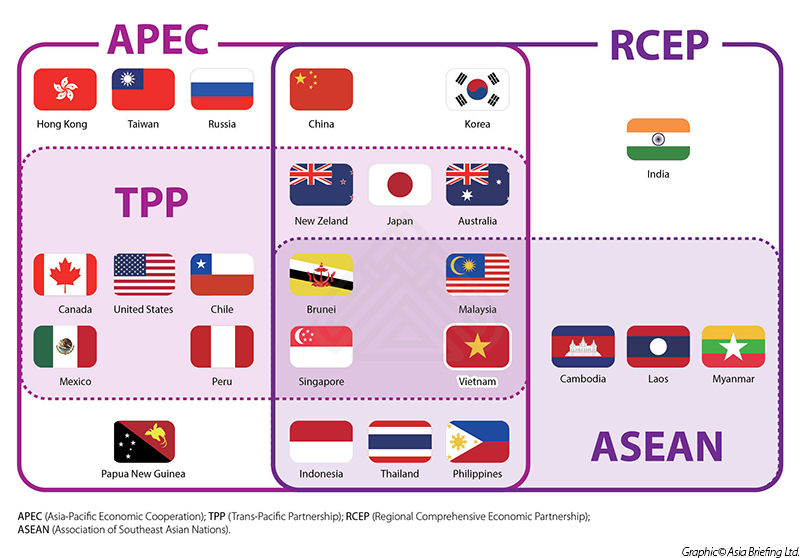 APEC
RCEP
Hong Kong
Taiwan
Russia
China
Korea
India
TPP
New Zeland
Japan
Australia
Canada
United States
Chile
Brunei
Malaysia
Mexico
Peru
Singapore
Vietnam
Cambodia
Laos
Myanmar
Papua New Guinea
Indonesia
Thailand
Philippines
ASEAN
APEC (Asia-Pacific Economic Cooperation); TPP (Trans-Pacific Partnership); RCEP (Regional Comprehensive Economic Partnership);
ASEAN (Association of Southeast Asian Nations).
Graphic© Asia Briefing Ltd.